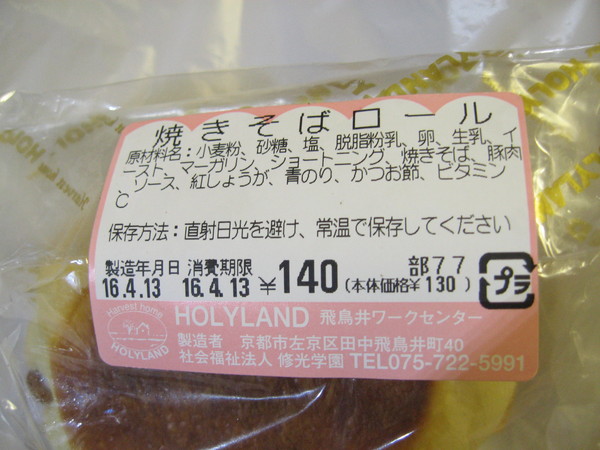 焼きそばロール
原材料名：小麦粉、砂糖、塩、脱脂粉乳、卵、生乳、イ
ースト、マーガリン、ショートニング、焼きそば、豚肉
、ソース、紅しょうが、青のり、かつお節、ビタミン
C
保存方法：直射日光を避け、常温で保存してください
製造年月日 消費期限
16.4.13 16.4.13 ¥140 (本体価格¥130) 部77
プラ
Harvest home
HOLYLAND
HOLYLAND 飛鳥井ワークセンター
製造者 京都市左京区田中飛鳥井町40
社会福祉法人 修光学園 TEL075-722-5991